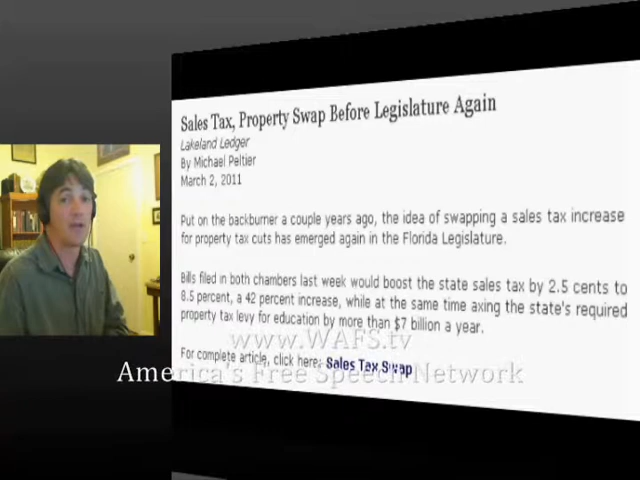 Sales Tax, Property Swap Before Legislature Again
Lakeland Ledger
By Michael Peltier
March 2, 2011
Put on the backburner a couple years ago, the idea of swapping a sales tax increase
for property tax cuts has emerged again in the Florida Legislature.
Bills filed in both chambers last week would boost the state sales tax by 2.5 cents to
8.5 percent, a 42 percent increase, while at the same time axing the state's required
property tax levy for education by more than $7 billion a year.
www.WAFS.tv
For complete article, click here: Sales Tax Swap
America's Free Speech Network